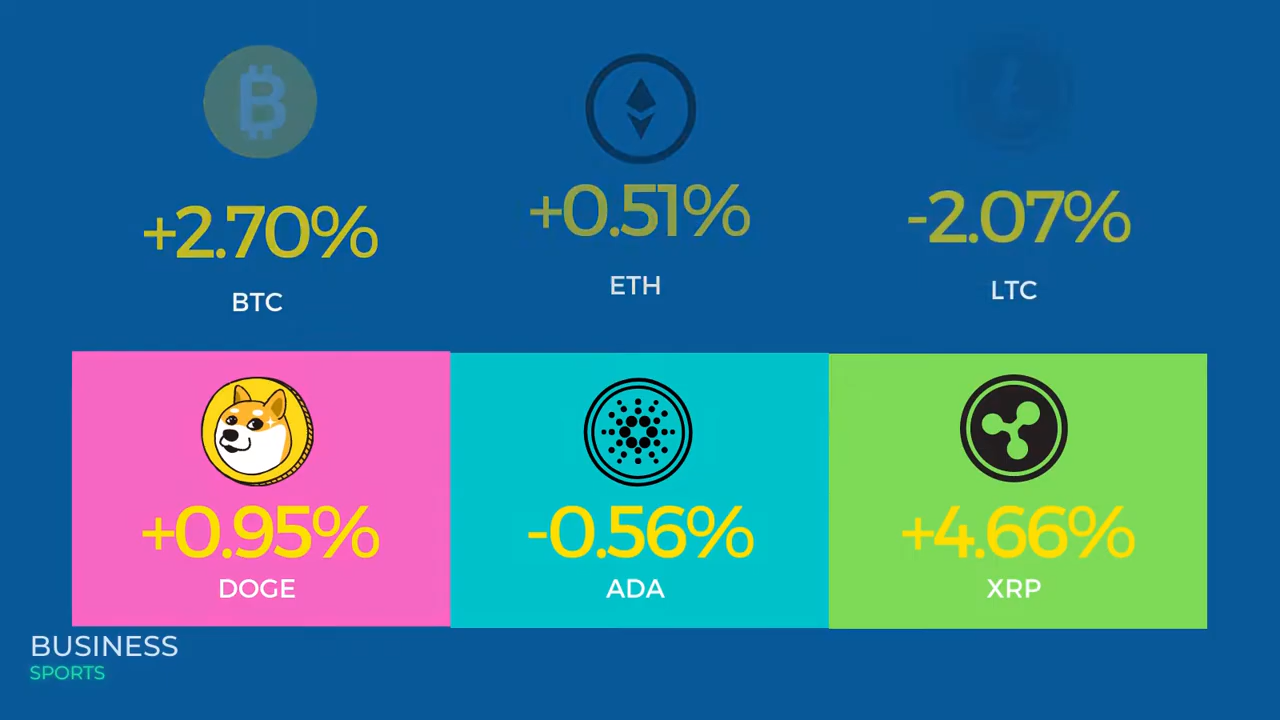 +2.70%
BTC
+0.51%
ETH
-2.07%
LTC
+0.95%
DOGE
-0.56%
ADA
+4.66%
XRP
BUSINESS
SPORTS